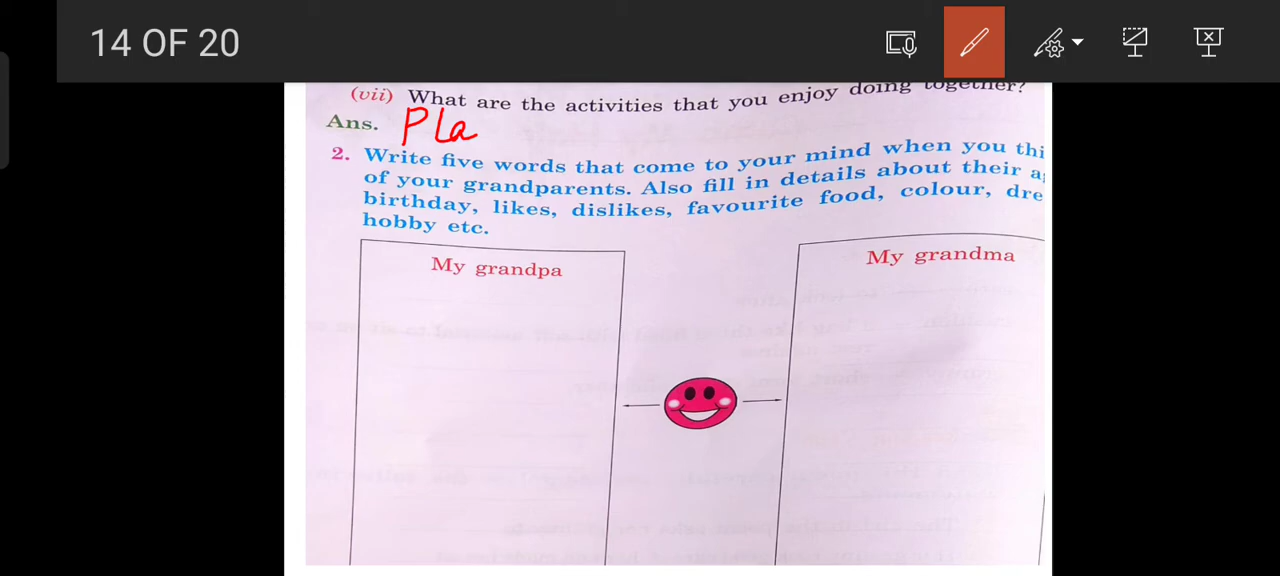 14 OF 20
(vii) What are the activities that you enjoy doing together?
Ans. Pla
2. Write five words that come to your mind when you thi
of your grandparents. Also fill in details about their a
birthday, likes, dislikes, favourite food, colour, dre
hobby etc.
My grandpa
My grandma